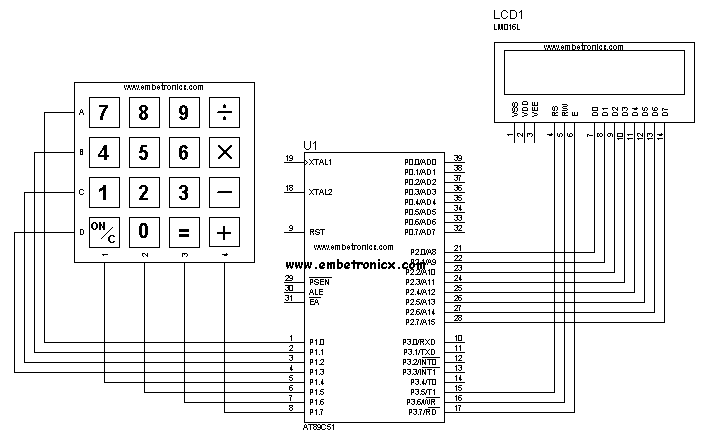 LCD1
LM016L
www.embetronics.com
VSS VDD VEE RS RW E D0 D1 D2 D3 D4 D5 D6 D7
1 2 3 4 5 6 7 8 9 10 11 12 13 14
www.embetronics.com
A 7 8 9 ÷
B 4 5 6 ×
C 1 2 3 −
D ON/C 0 = +
1 2 3 4
U1
19 XTAL1 P0.0/AD0 39
P0.1/AD1 38
P0.2/AD2 37
18 XTAL2 P0.3/AD3 36
P0.4/AD4 35
P0.5/AD5 34
P0.6/AD6 33
9 RST P0.7/AD7 32
www.embetronics.com
P2.0/A8 21
P2.1/A9 22
www.embetronicx.com
P2.2/A10 23
29 PSEN P2.3/A11 24
30 ALE P2.4/A12 25
31 EA P2.5/A13 26
P2.6/A14 27
P2.7/A15 28
1 P1.0 P3.0/RXD 10
2 P1.1 P3.1/TXD 11
3 P1.2 P3.2/INT0 12
4 P1.3 P3.3/INT1 13
5 P1.4 P3.4/T0 14
6 P1.5 P3.5/T1 15
7 P1.6 P3.6/WR 16
8 P1.7 P3.7/RD 17
AT89C51